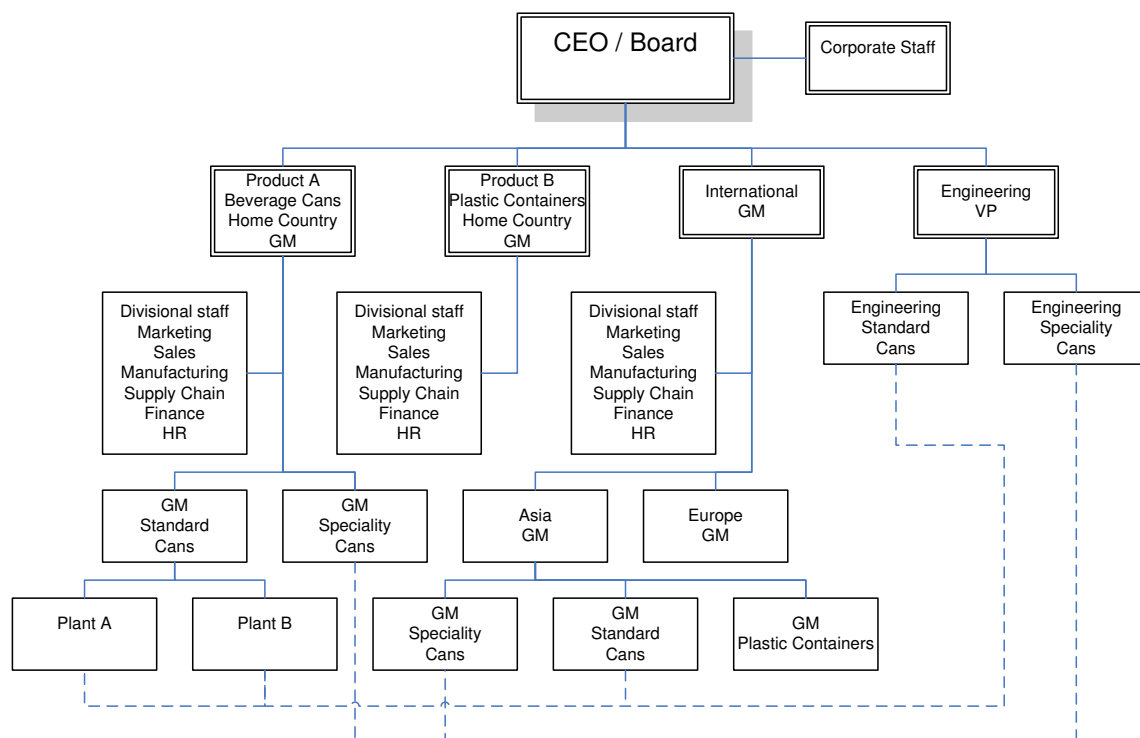 CEO / Board
Corporate Staff
Product A
Beverage Cans
Home Country
GM
Product B
Plastic Containers
Home Country
GM
International
GM
Engineering
VP
Divisional staff
Marketing
Sales
Manufacturing
Supply Chain
Finance
HR
Divisional staff
Marketing
Sales
Manufacturing
Supply Chain
Finance
HR
Divisional staff
Marketing
Sales
Manufacturing
Supply Chain
Finance
HR
Engineering
Standard
Cans
Engineering
Speciality
Cans
GM
Standard
Cans
GM
Speciality
Cans
Asia
GM
Europe
GM
Plant A
Plant B
GM
Speciality
Cans
GM
Standard
Cans
GM
Plastic Containers